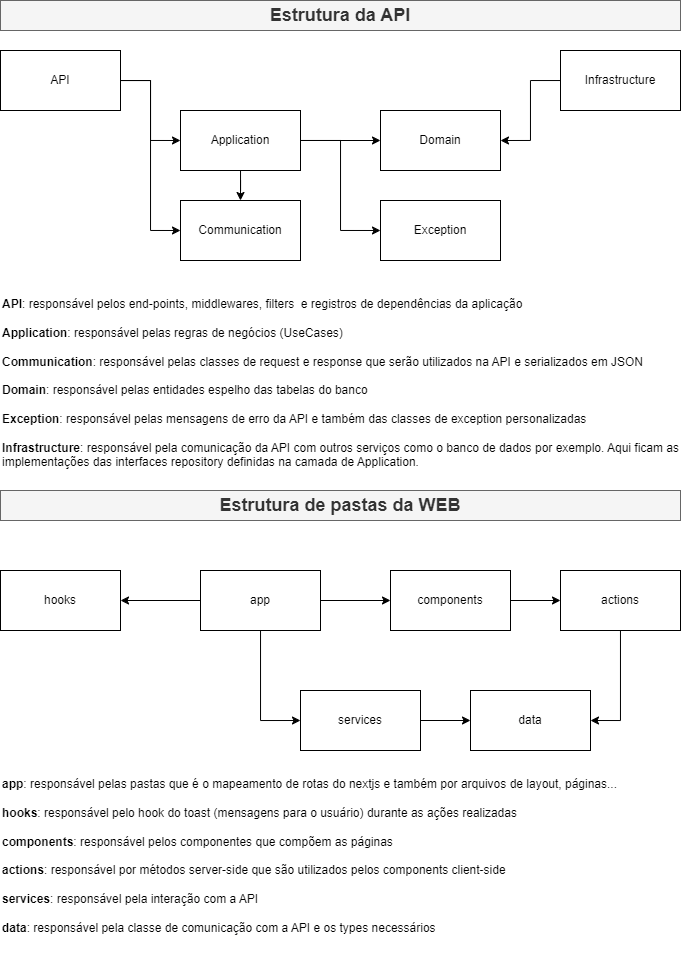 Estrutura da API
API
Infrastructure
Application
Domain
Communication
Exception
API: responsável pelos end-points, middlewares, filters  e registros de dependências da aplicação
Application: responsável pelas regras de negócios (UseCases)
Communication: responsável pelas classes de request e response que serão utilizados na API e serializados em JSON
Domain: responsável pelas entidades espelho das tabelas do banco
Exception: responsável pelas mensagens de erro da API e também das classes de exception personalizadas
Infrastructure: responsável pela comunicação da API com outros serviços como o banco de dados por exemplo. Aqui ficam as
implementações das interfaces repository definidas na camada de Application.
Estrutura de pastas da WEB
hooks
app
components
actions
services
data
app: responsável pelas pastas que é o mapeamento de rotas do nextjs e também por arquivos de layout, páginas...
hooks: responsável pelo hook do toast (mensagens para o usuário) durante as ações realizadas
components: responsável pelos componentes que compõem as páginas
actions: responsável por métodos server-side que são utilizados pelos components client-side
services: responsável pela interação com a API
data: responsável pela classe de comunicação com a API e os types necessários